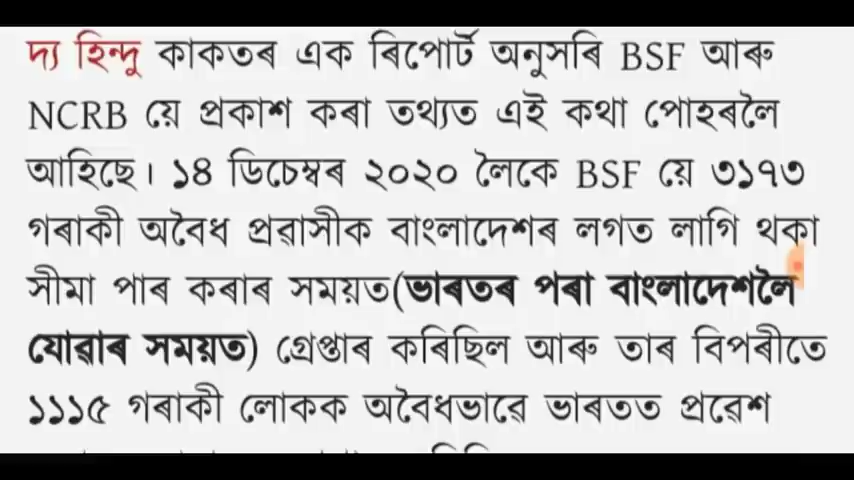 দ্য হিন্দু কাকতৰ এক ৰিপোৰ্ট অনুসৰি BSF আৰু
NCRB য়ে প্ৰকাশ কৰা তথ্যত এই কথা পোহৰলৈ
আহিছে। ১৪ ডিচেম্বৰ ২০২০ লৈকে BSF য়ে ৩১৭৩
গৰাকী অবৈধ প্ৰৱাসীক বাংলাদেশৰ লগত লাগি থকা
সীমা পাৰ কৰাৰ সময়ত(ভাৰতৰ পৰা বাংলাদেশলৈ
যোৱাৰ সময়ত) গ্ৰেপ্তাৰ কৰিছিল আৰু তাৰ বিপৰীতে
১১১৫ গৰাকী লোকক অবৈধভাৱে ভাৰতত প্ৰৱেশ